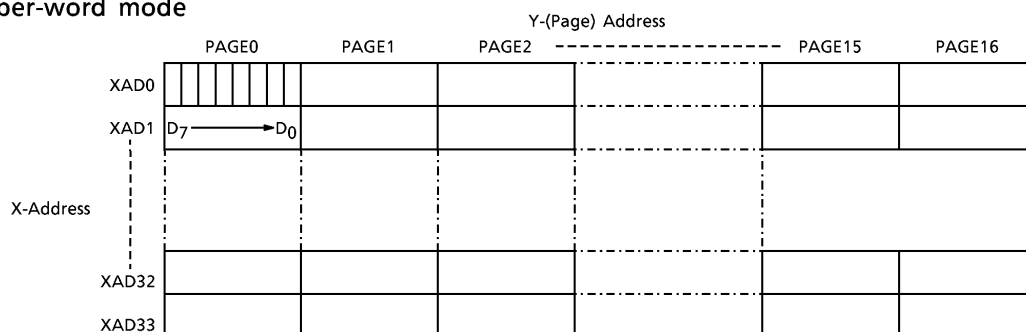 per-word mode
Y-(Page) Address
PAGE0 PAGE1 PAGE2 PAGE15 PAGE16
XAD0
XAD1 D7 D0
X-Address
XAD32
XAD33